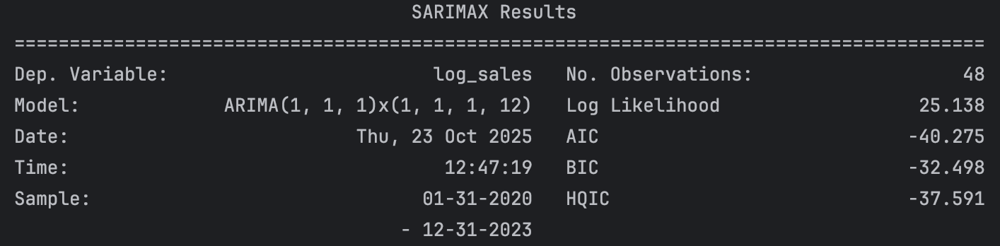 SARIMAX Results
========================================================================================
Dep. Variable: log_sales No. Observations: 48
Model: ARIMA(1, 1, 1)x(1, 1, 1, 12) Log Likelihood 25.138
Date: Thu, 23 Oct 2025 AIC -40.275
Time: 12:47:19 BIC -32.498
Sample: 01-31-2020 HQIC -37.591
- 12-31-2023